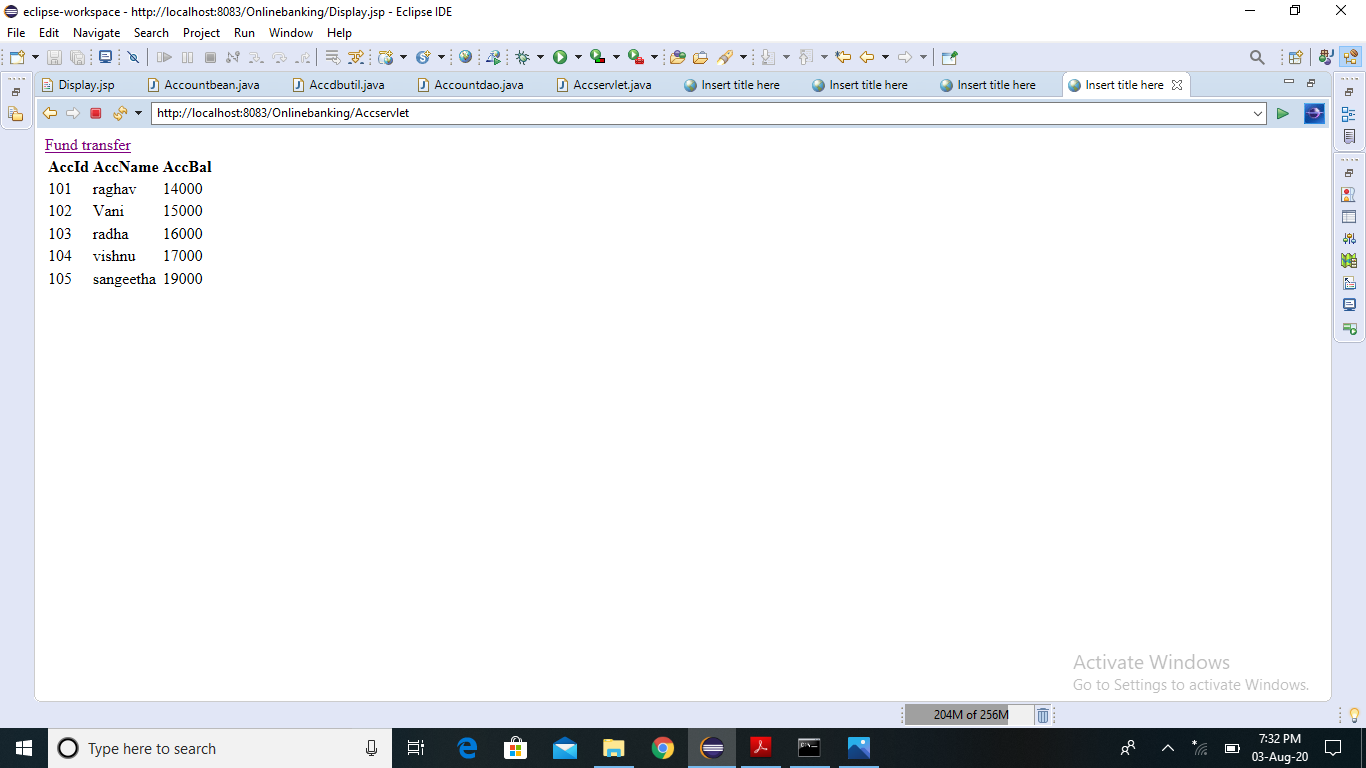 eclipse-workspace - http://localhost:8083/Onlinebanking/Display.jsp - Eclipse IDE
File Edit Navigate Search Project Run Window Help
Display.jsp Accountbean.java Accdbutil.java Accountdao.java Accservlet.java Insert title here Insert title here Insert title here Insert title here
http://localhost:8083/Onlinebanking/Accservlet
Fund transfer
AccId AccName AccBal
101 raghav 14000
102 Vani 15000
103 radha 16000
104 vishnu 17000
105 sangeetha 19000
Activate Windows
Go to Settings to activate Windows.
204M of 256M
Type here to search
7:32 PM
03-Aug-20